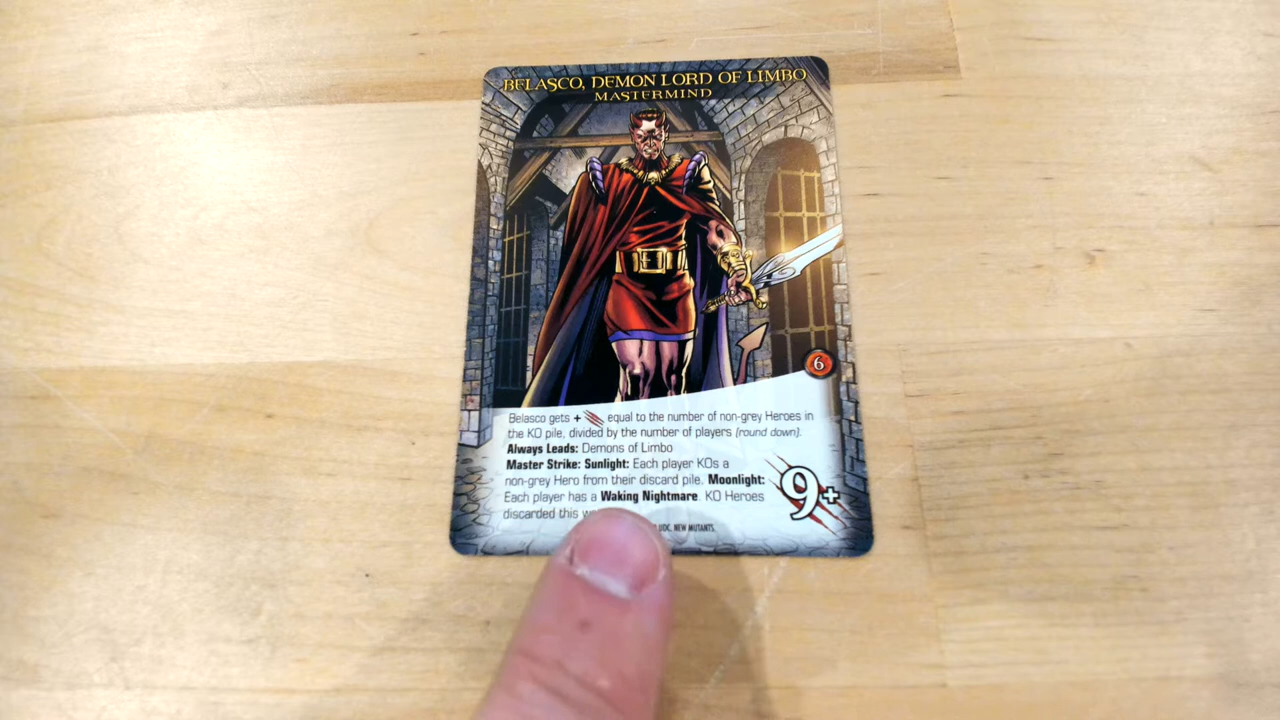 BELASCO, DEMON LORD OF LIMBO
MASTERMIND
6
Belasco gets + equal to the number of non-grey Heroes in
the KO pile, divided by the number of players (round down).
Always Leads: Demons of Limbo
Master Strike: Sunlight: Each player KOs a
non-grey Hero from their discard pile. Moonlight:
Each player has a Waking Nightmare. KO Heroes
discarded this
9+
UDC, NEW MUTANTS.